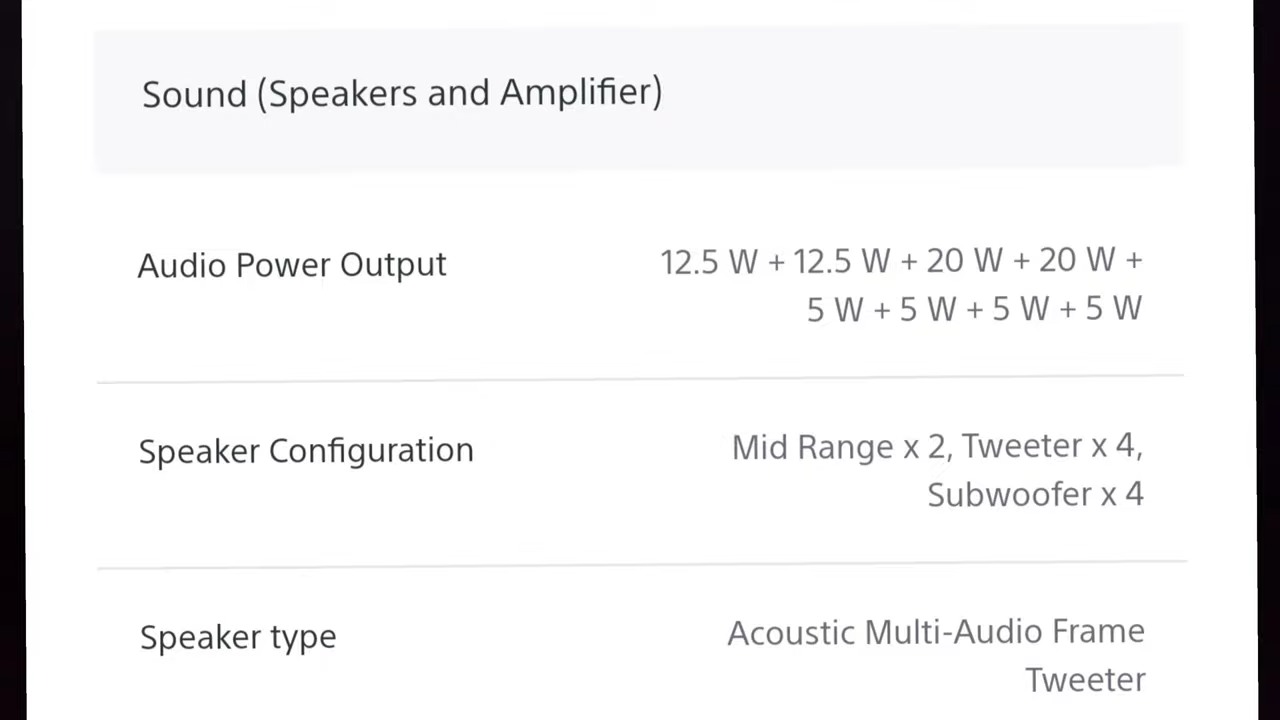 Sound (Speakers and Amplifier)
Audio Power Output
12.5 W + 12.5 W + 20 W + 20 W +
5 W + 5 W + 5 W + 5 W
Speaker Configuration
Mid Range x 2, Tweeter x 4,
Subwoofer x 4
Speaker type
Acoustic Multi-Audio Frame
Tweeter